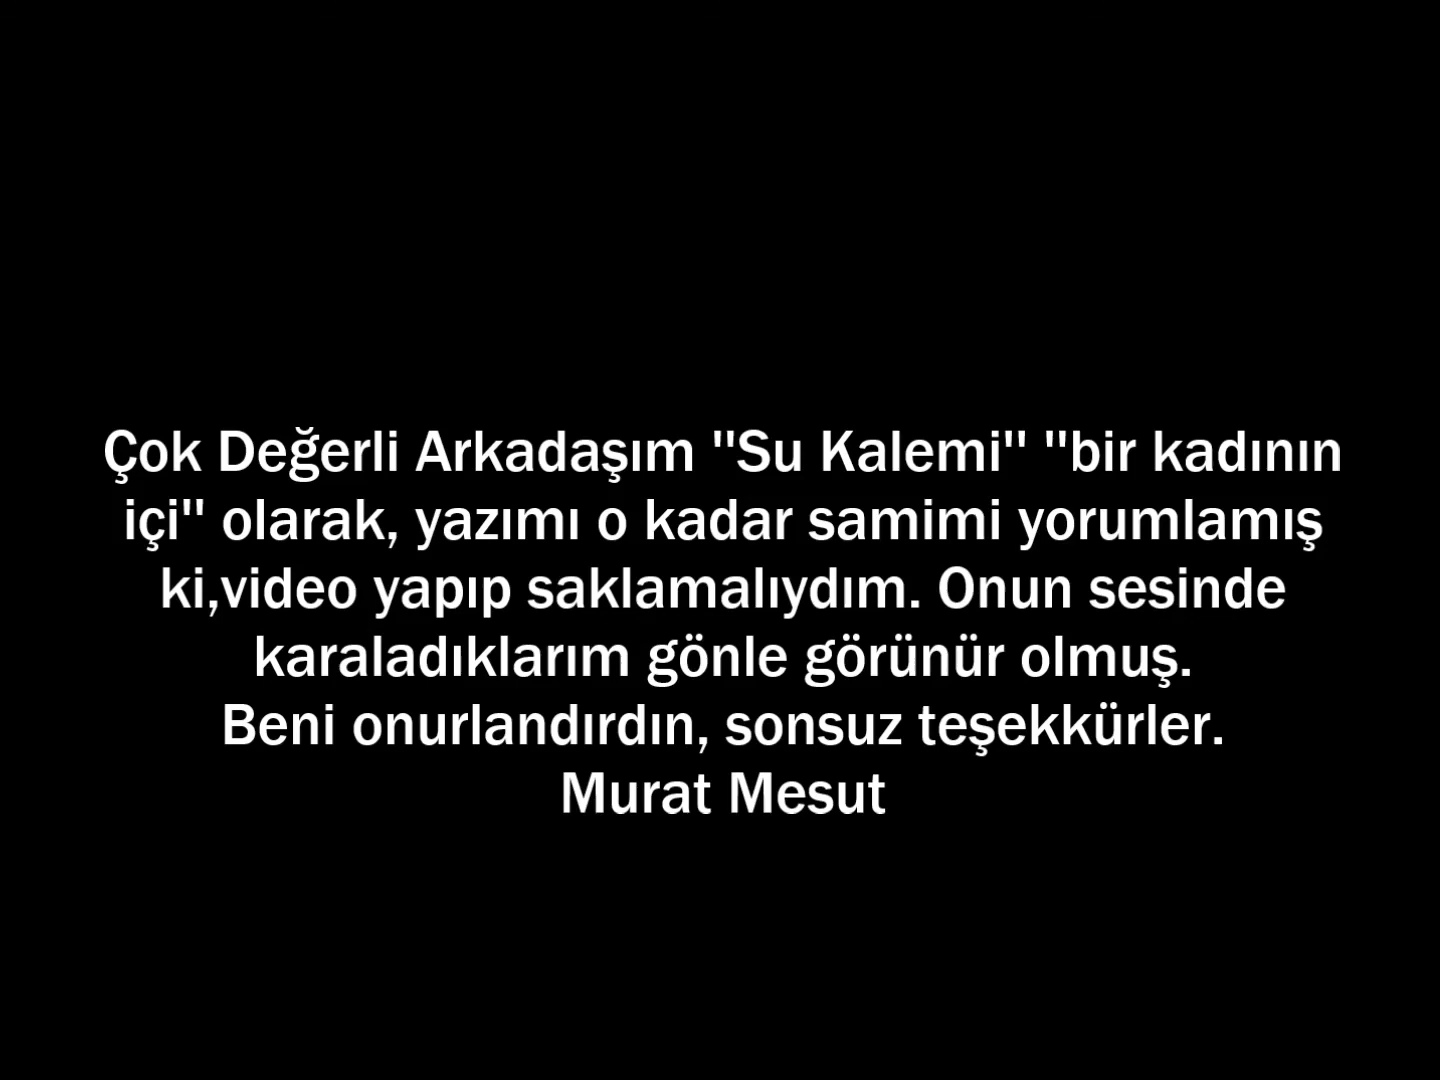 Çok Değerli Arkadaşım "Su Kalemi" "bir kadının
içi" olarak, yazımı o kadar samimi yorumlamış
ki,video yapıp saklamalıydım. Onun sesinde
karaladıklarım gönle görünür olmuş.
Beni onurlandırdın, sonsuz teşekkürler.
Murat Mesut